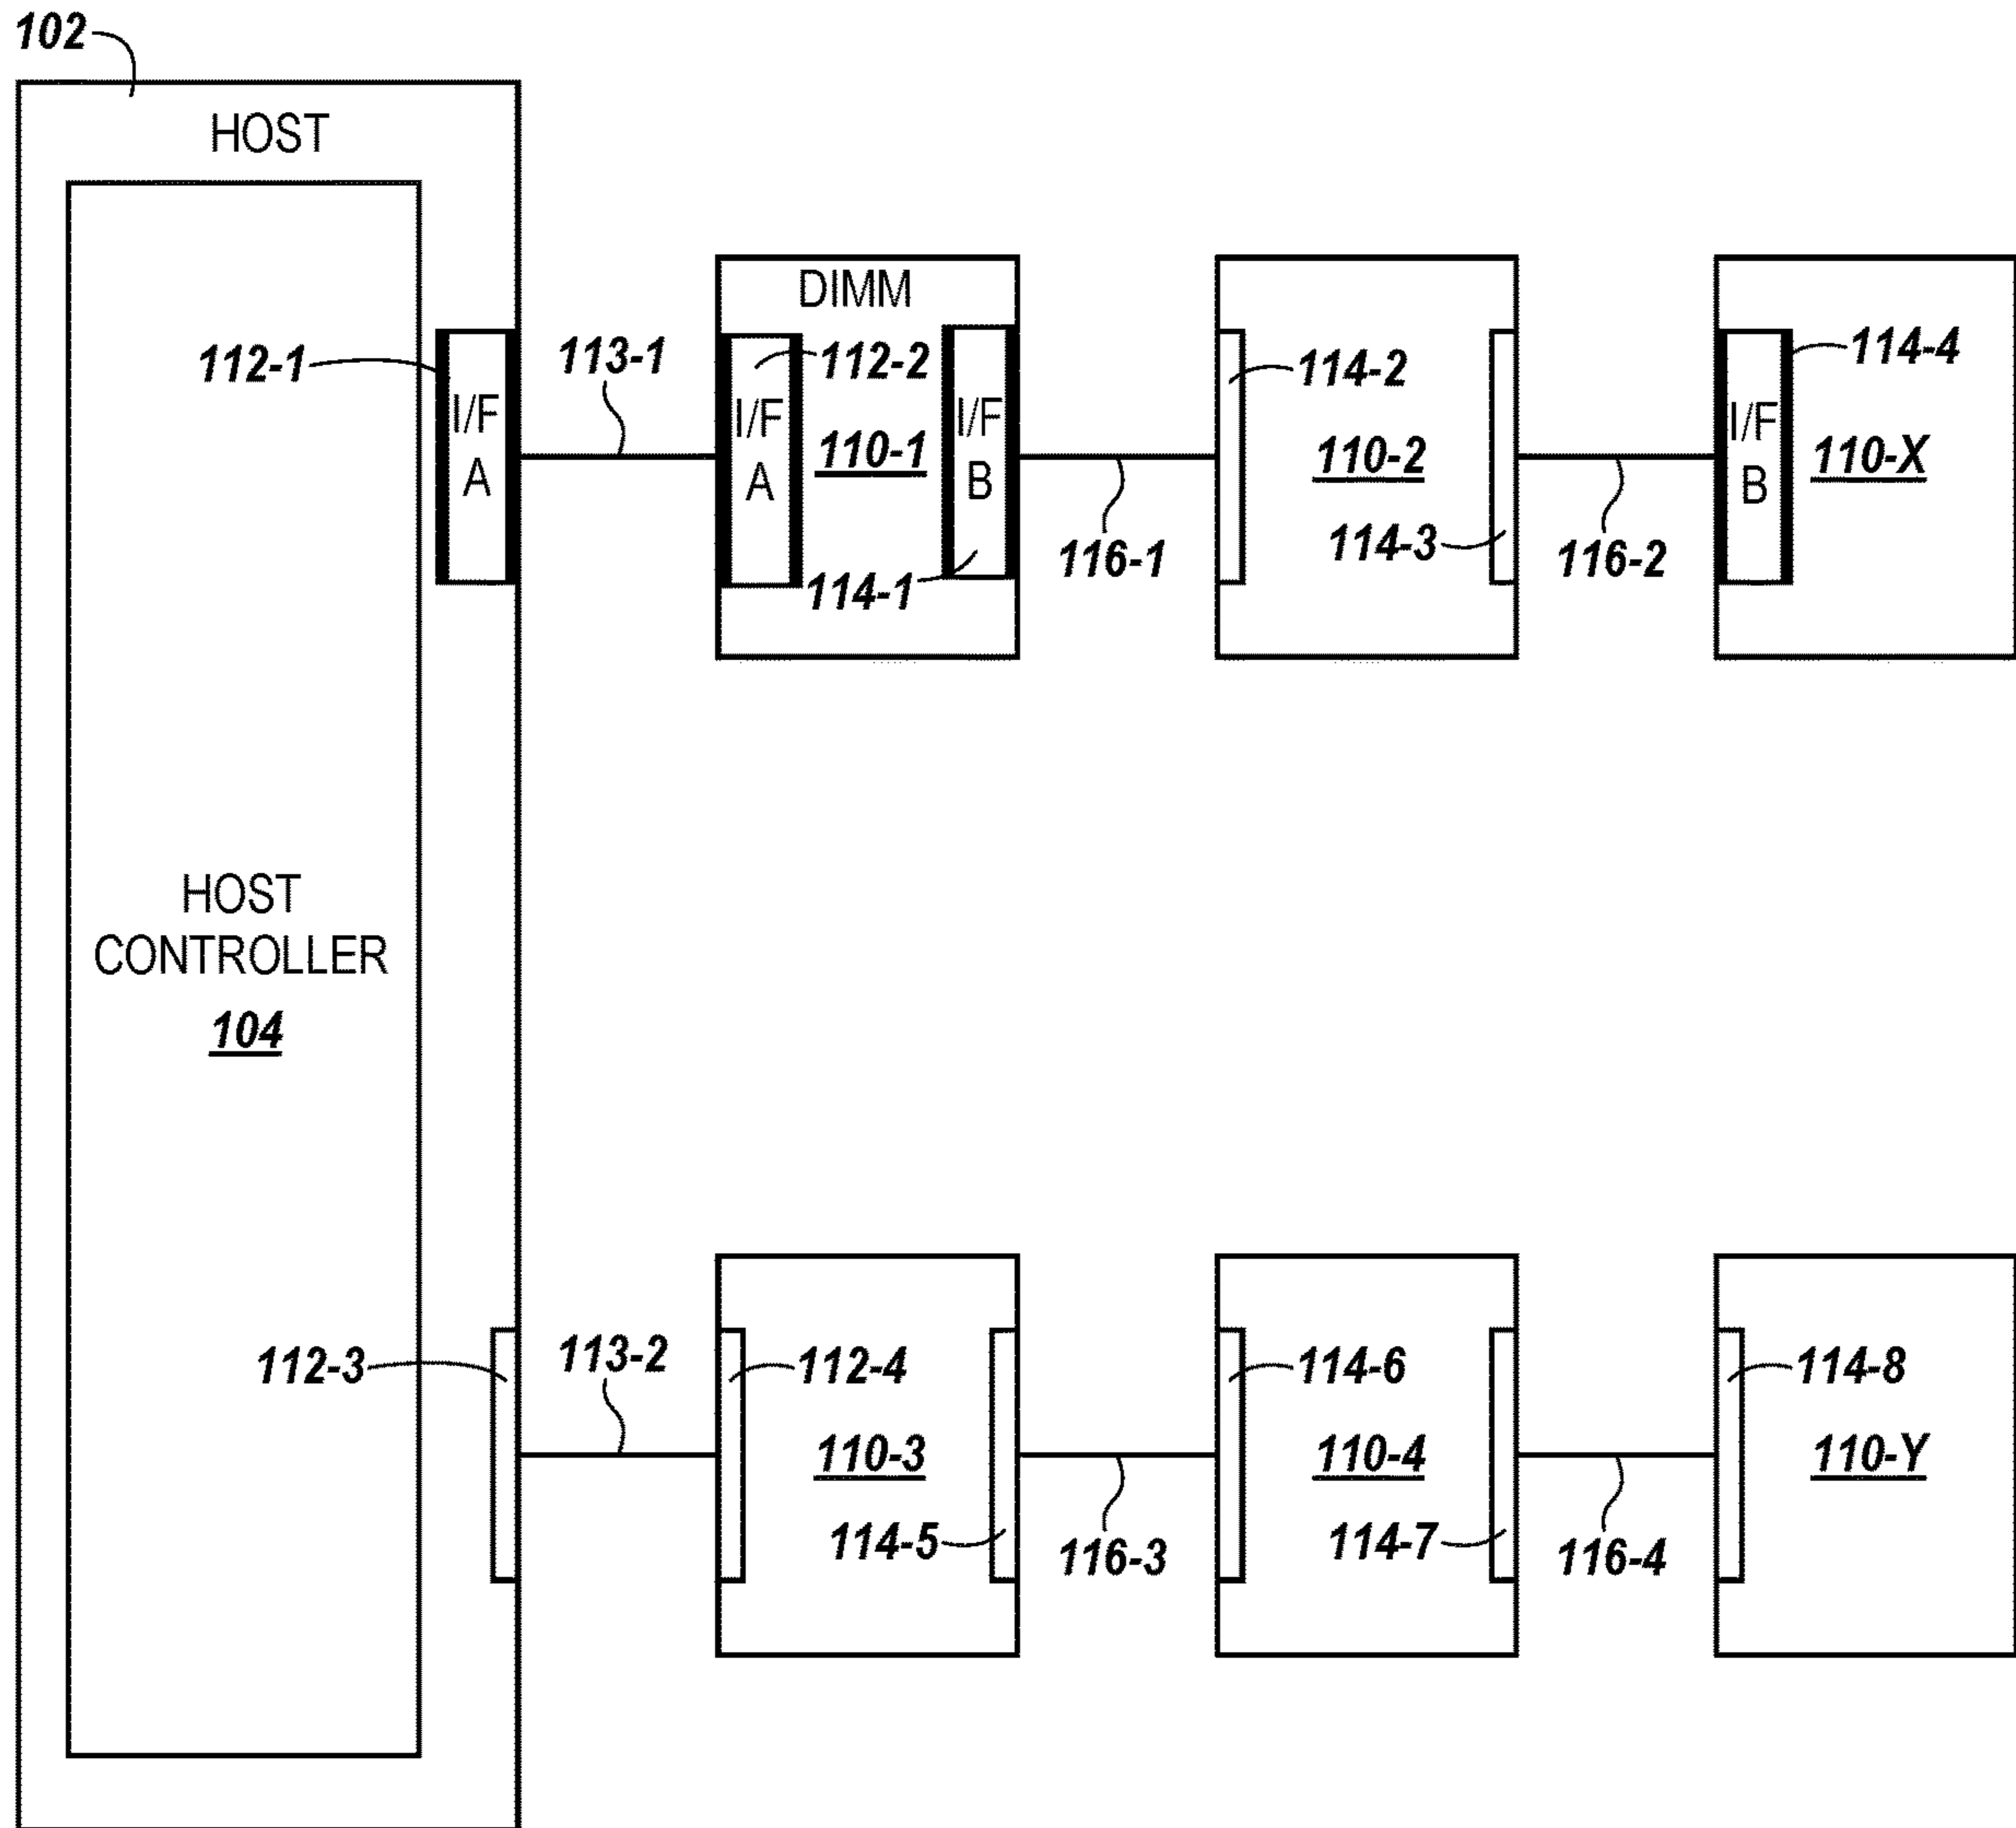 102
HOST
DIMM
112-1
113-1
112-2
114-2
114-4
I/F
A
I/F
A
110-1
I/F
B
110-2
I/F
B
110-X
114-1
116-1
114-3
116-2
HOST
CONTROLLER
104
112-3
113-2
112-4
114-6
114-8
110-3
110-4
110-Y
114-5
116-3
114-7
116-4